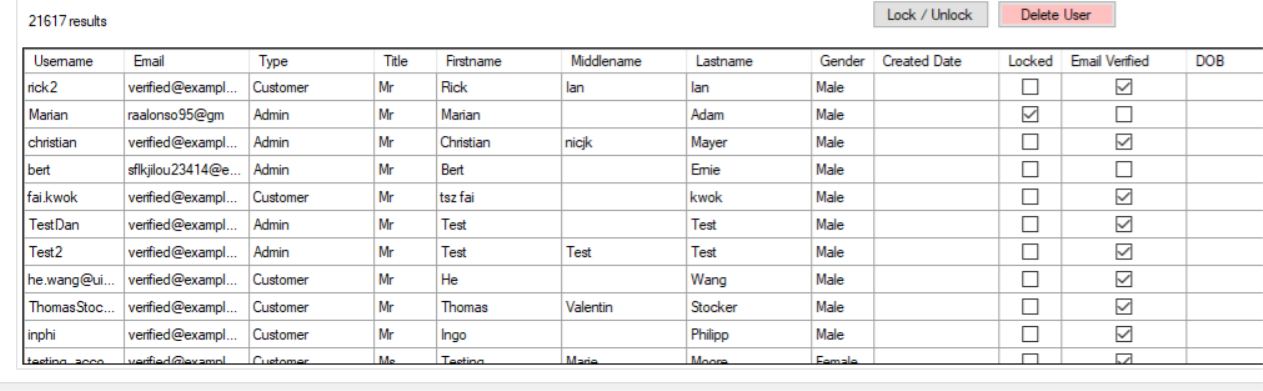 21617 results Lock / Unlock Delete User
Username Email Type Title Firstname Middlename Lastname Gender Created Date Locked Email Verified DOB
rick2 verified@exampl... Customer Mr Rick Ian Ian Male
Marian raalonso95@gm Admin Mr Marian Adam Male
christian verified@exampl... Admin Mr Christian nicjk Mayer Male
bert sflkjilou23414@e... Admin Mr Bert Ernie Male
fai.kwok verified@exampl... Customer Mr tsz fai kwok Male
TestDan verified@exampl... Admin Mr Test Test Male
Test2 verified@exampl... Admin Mr Test Test Test Male
he.wang@ui... verified@exampl... Customer Mr He Wang Male
ThomasStoc... verified@exampl... Customer Mr Thomas Valentin Stocker Male
inphi verified@exampl... Customer Mr Ingo Philipp Male
testing_acco... verified@exampl... Customer Ms Testing Marie Moore Female